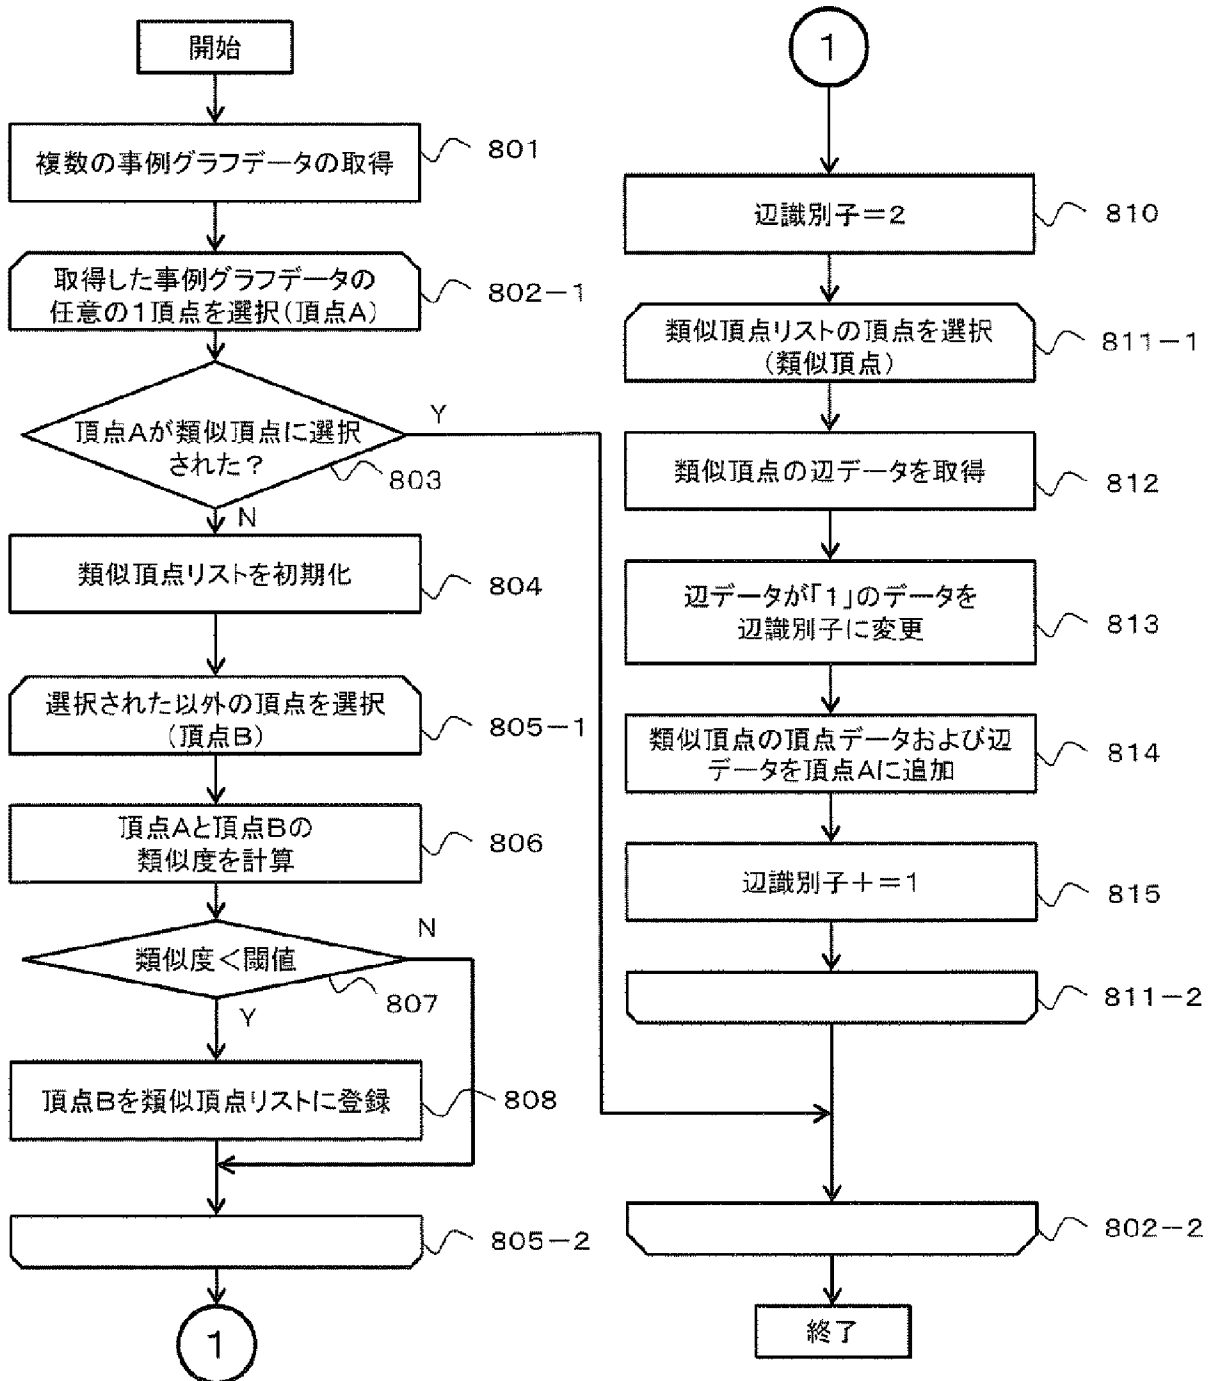 開始
複数の事例グラフデータの取得
801
取得した事例グラフデータの
任意の1頂点を選択(頂点A)
802-1
頂点Aが類似頂点に選択
された?
803
Y
N
類似頂点リストを初期化
804
選択された以外の頂点を選択
(頂点B)
805-1
頂点Aと頂点Bの
類似度を計算
806
類似度<閾値
807
N
Y
頂点Bを類似頂点リストに登録
808
805-2
1
1
辺識別子=2
810
類似頂点リストの頂点を選択
(類似頂点)
811-1
類似頂点の辺データを取得
812
辺データが「1」のデータを
辺識別子に変更
813
類似頂点の頂点データおよび辺
データを頂点Aに追加
814
辺識別子+=1
815
811-2
802-2
終了